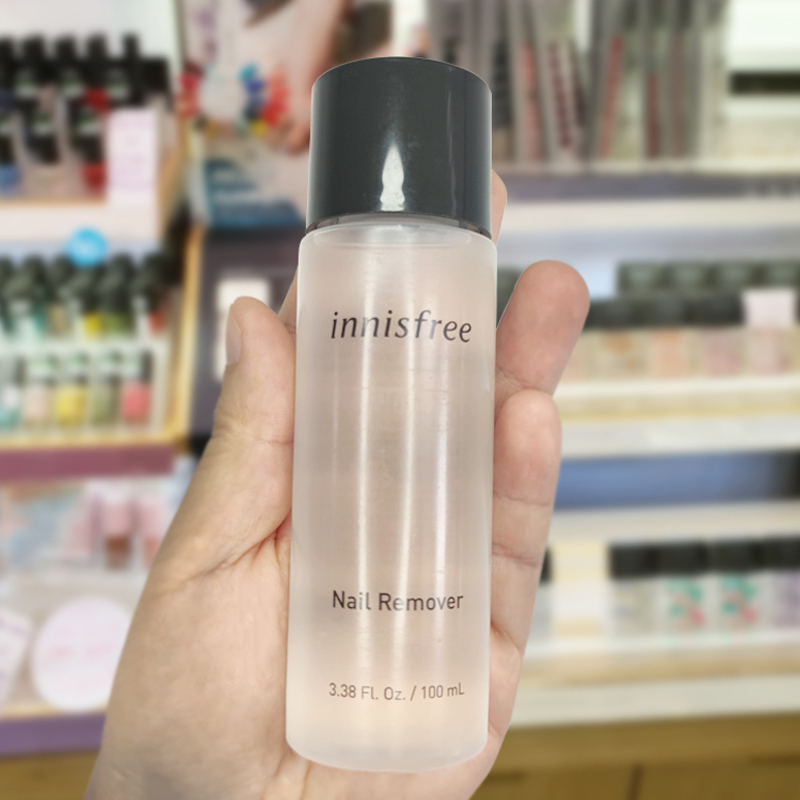 innisfree
Nail Remover
3.38 Fl. Oz. / 100 mL